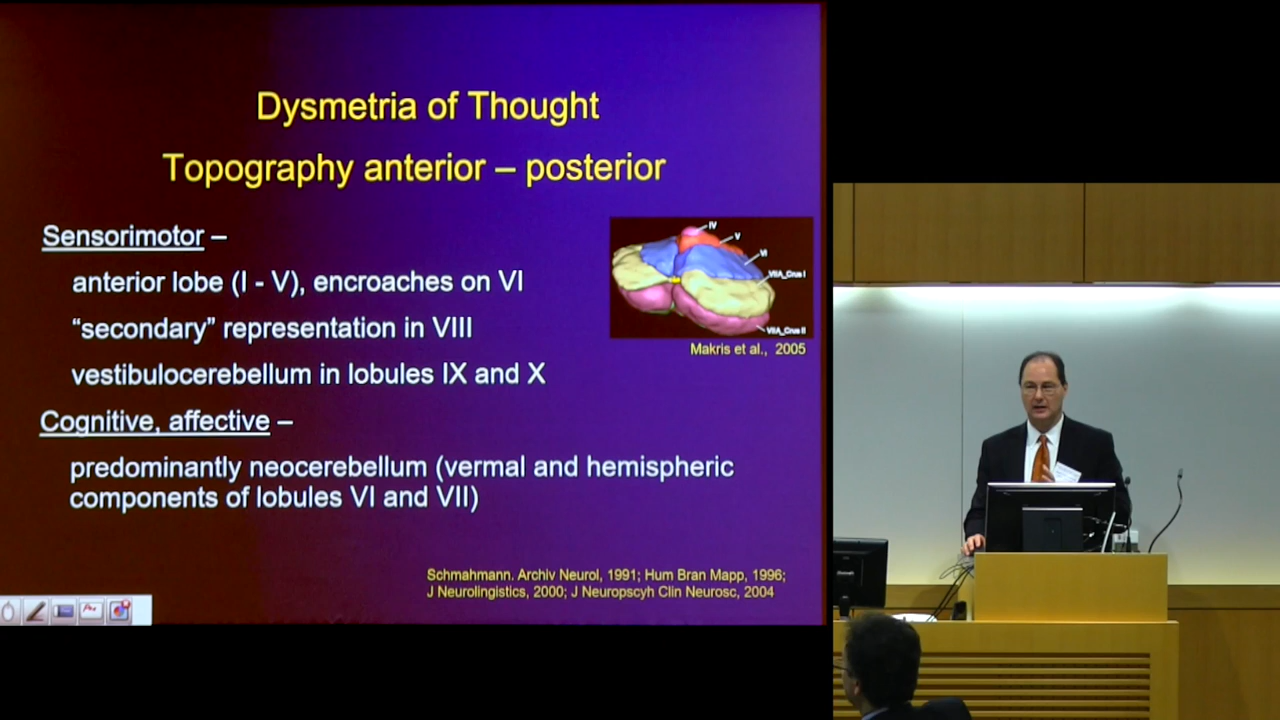 Dysmetria of Thought
Topography anterior – posterior
Sensorimotor –
anterior lobe (I - V), encroaches on VI
“secondary” representation in VIII
vestibulocerebellum in lobules IX and X
IV
V
VI
VIIA_Crus I
VIIA_Crus II
Makris et al., 2005
Cognitive, affective –
predominantly neocerebellum (vermal and hemispheric
components of lobules VI and VII)
Schmahmann. Archiv Neurol, 1991; Hum Bran Mapp, 1996;
J Neurolingistics, 2000; J Neuropscyh Clin Neurosc, 2004